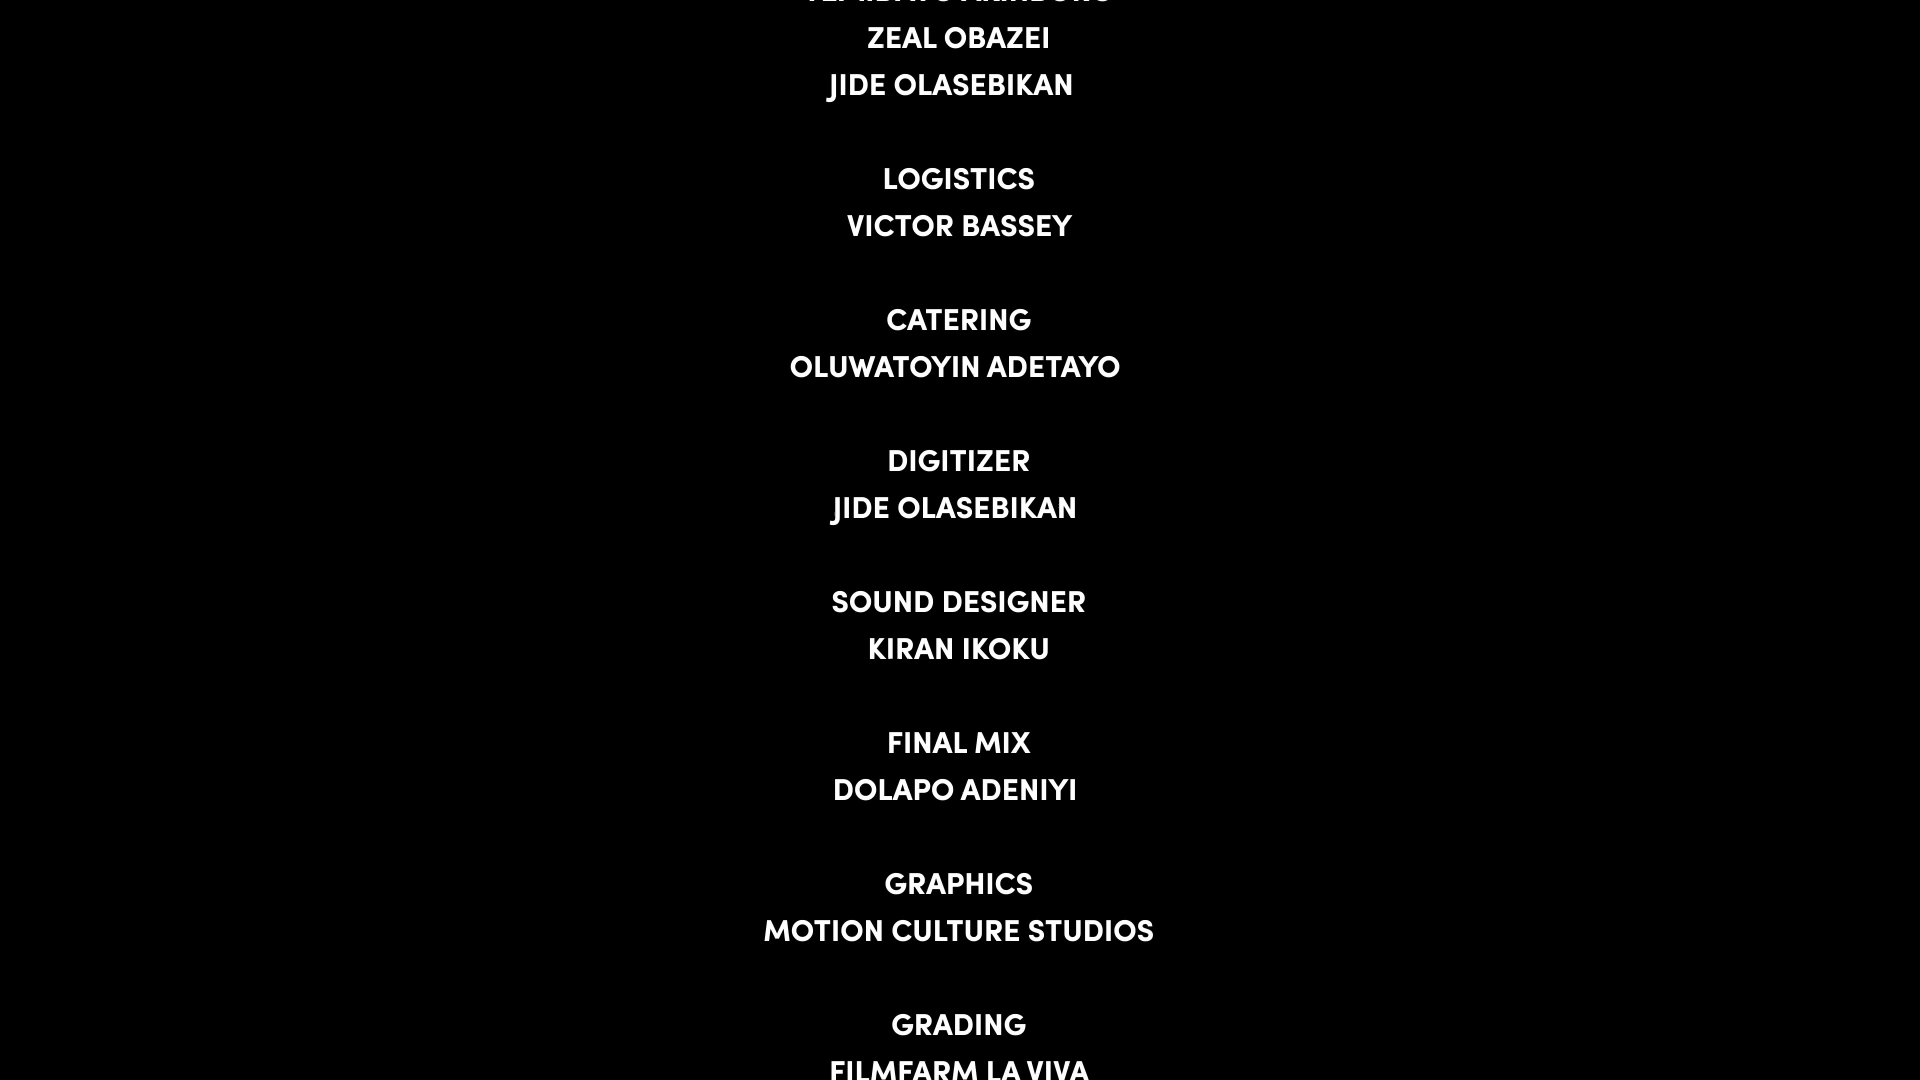 ZEAL OBAZEI
JIDE OLASEBIKAN
LOGISTICS
VICTOR BASSEY
CATERING
OLUWATOYIN ADETAYO
DIGITIZER
JIDE OLASEBIKAN
SOUND DESIGNER
KIRAN IKOKU
FINAL MIX
DOLAPO ADENIYI
GRAPHICS
MOTION CULTURE STUDIOS
GRADING
FILMFARM LA VIVA